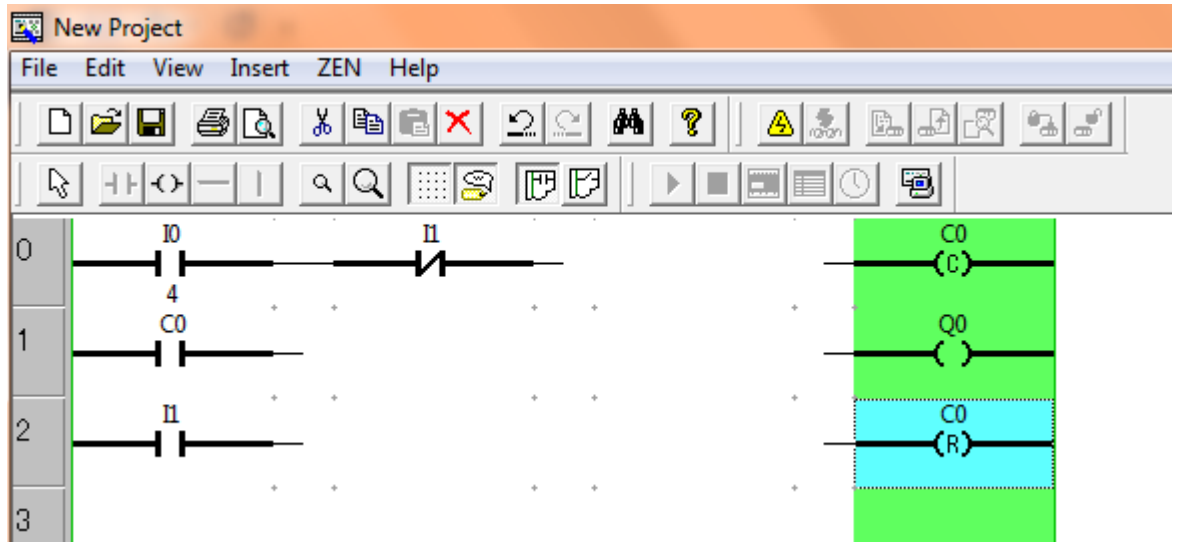 New Project
File Edit View Insert ZEN Help
0 I0 I1 C0
(C)
4
1 C0 Q0
( )
2 I1 C0
(R)
3